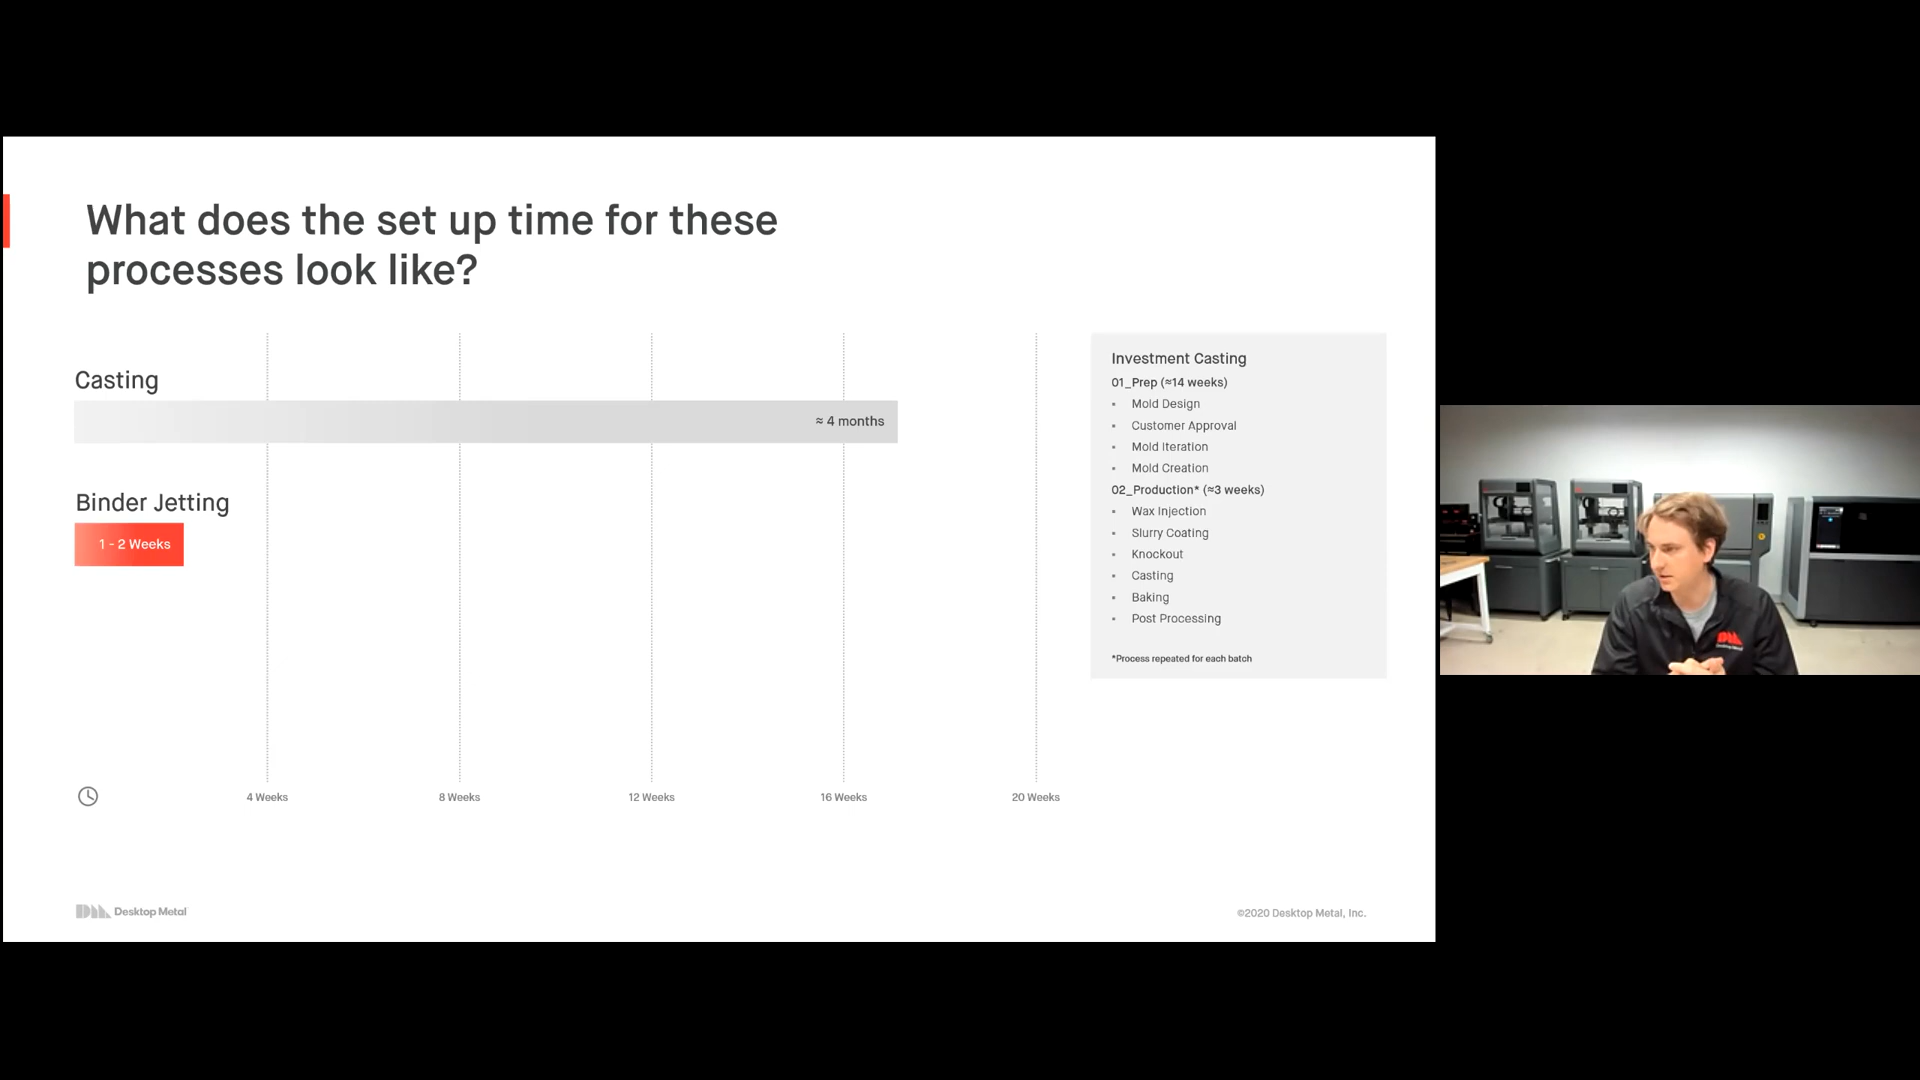 What does the set up time for these
processes look like?
Casting
≈ 4 months
Binder Jetting
1 - 2 Weeks
4 Weeks
8 Weeks
12 Weeks
16 Weeks
20 Weeks
Investment Casting
01_Prep (≈14 weeks)
• Mold Design
• Customer Approval
• Mold Iteration
• Mold Creation
02_Production* (≈3 weeks)
• Wax Injection
• Slurry Coating
• Knockout
• Casting
• Baking
• Post Processing
*Process repeated for each batch
Desktop Metal
©2020 Desktop Metal, Inc.
Desktop Metal